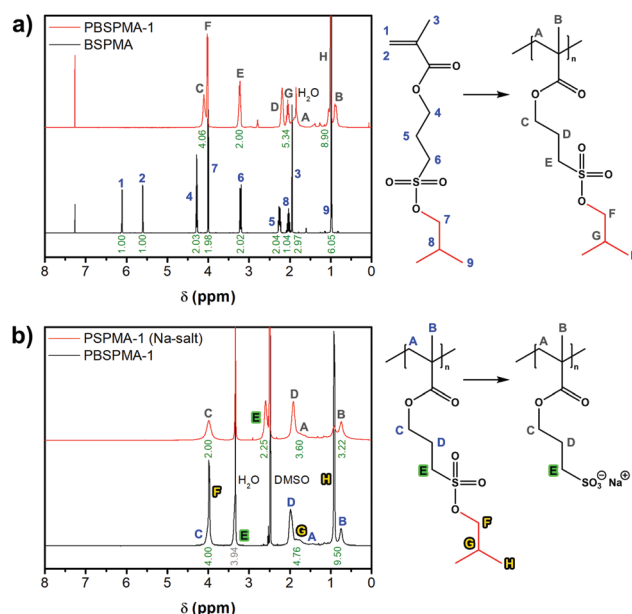 a)
PBSPMA-1
BSPMA
F
H
C
E
D
G
H₂O
A
B
4.06
2.00
5.34
8.90
1
2
4
7
6
5
8
3
9
1.00
1.00
2.03
1.98
2.02
2.04
1.04
2.97
6.05
8 7 6 5 4 3 2 1 0
δ (ppm)
1
2
3
O
O
4
5
6
O
S
O
O
7
8
9
A
B
n
O
O
C
D
E
O
S
O
O
F
G
b)
PSPMA-1 (Na-salt)
PBSPMA-1
C
E
D
A
B
2.00
2.25
3.60
3.22
C
F
H₂O
E
DMSO
D
G
A
H
B
4.00
3.94
4.76
9.50
8 7 6 5 4 3 2 1 0
δ (ppm)
A
B
n
O
O
C
D
E
O
S
O
O
F
G
H
A
B
n
O
O
C
D
E
SO₃⁻ Na⁺